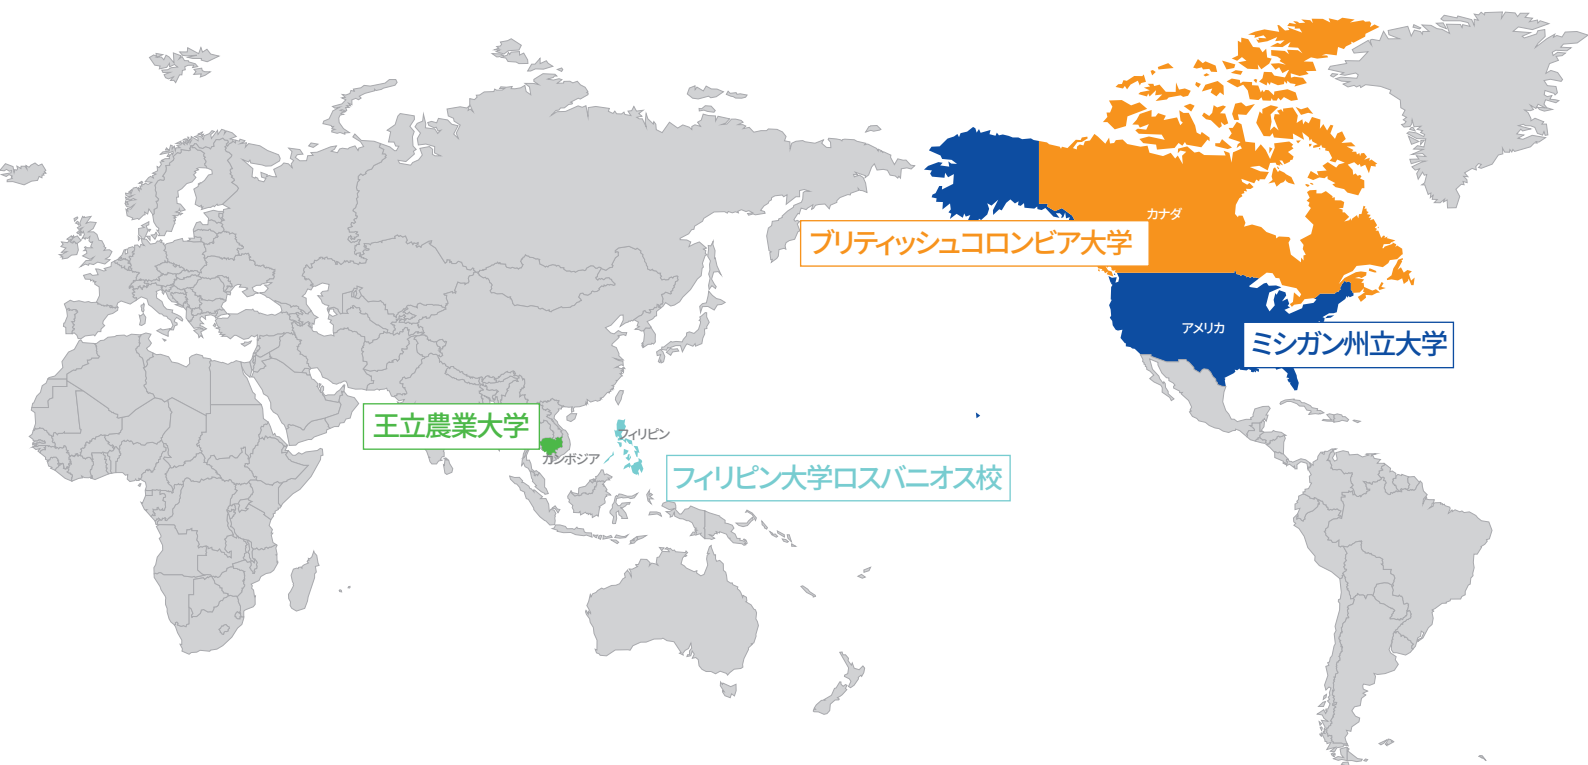 カナダ
ブリティッシュコロンビア大学
アメリカ
ミシガン州立大学
王立農業大学
フィリピン
カンボジア
フィリピン大学ロスバニオス校